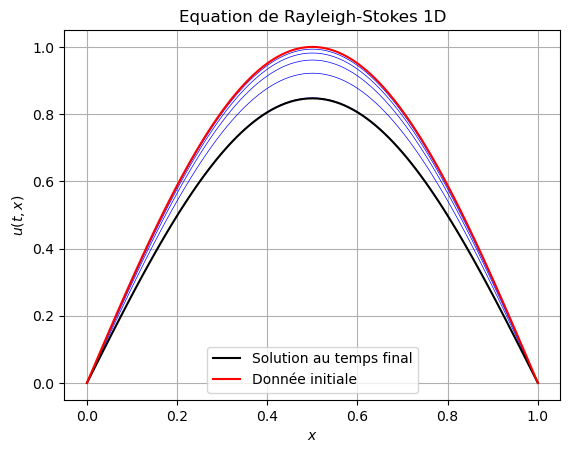 Equation de Rayleigh-Stokes 1D
u(t, x)
1.0
0.8
0.6
0.4
0.2
0.0
Solution au temps final
Donnée initiale
0.0 0.2 0.4 0.6 0.8 1.0
x